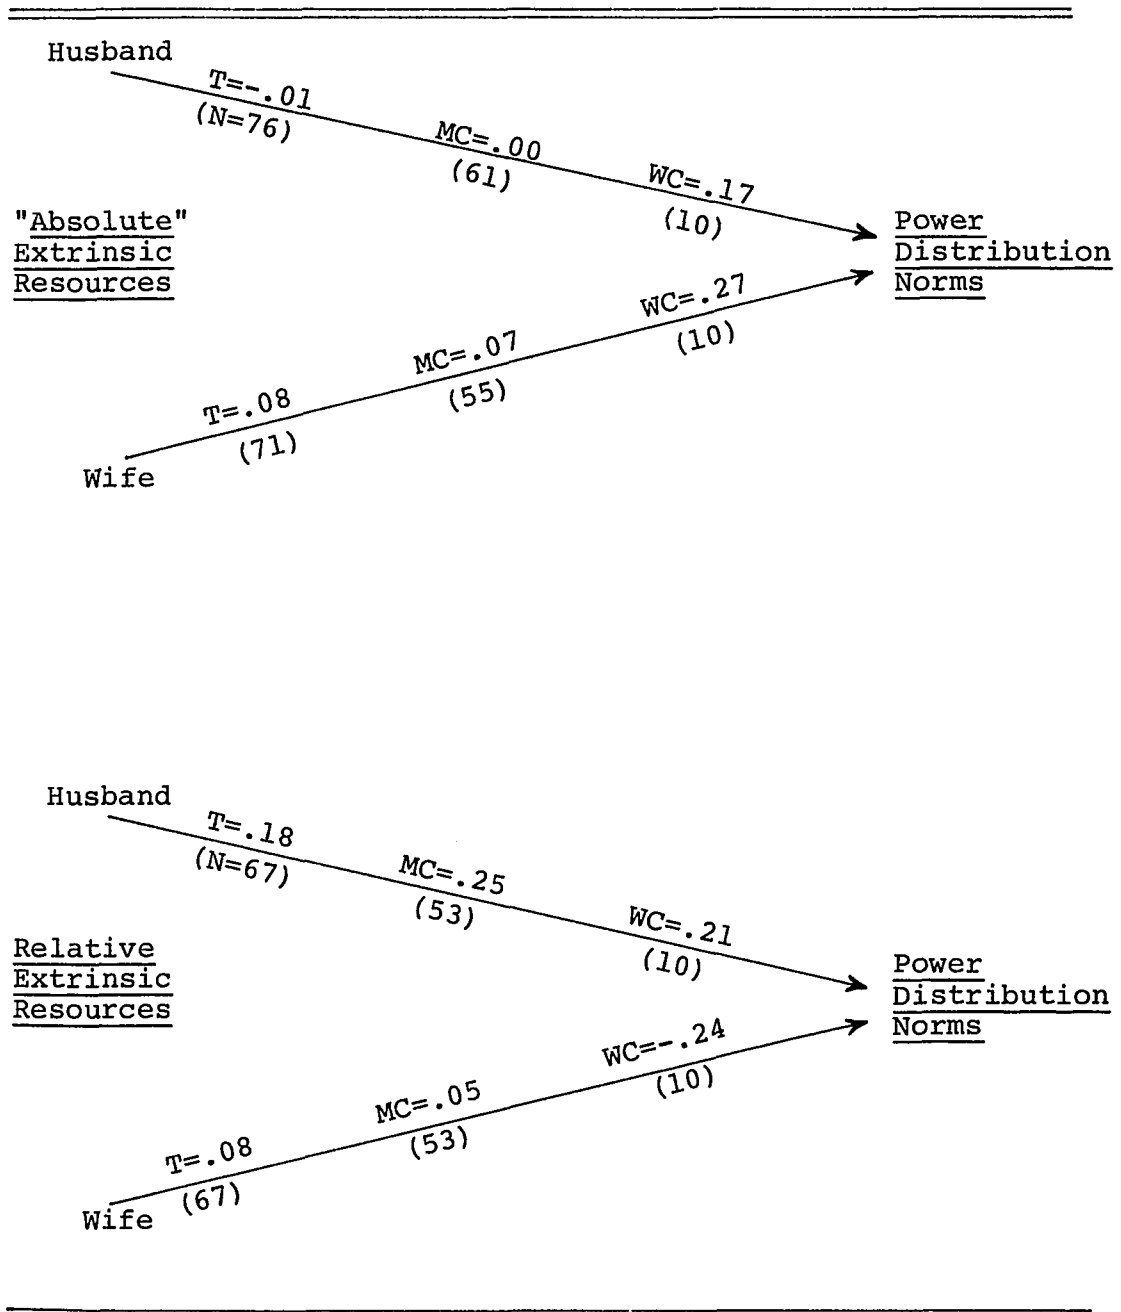 Husband
T=-.01
(N=76)
MC=.00
(61)
WC=.17
(10)
"Absolute"
Extrinsic
Resources
Power
Distribution
Norms
WC=.27
(10)
MC=.07
(55)
T=.08
(71)
Wife
Husband
T=.18
(N=67)
MC=.25
(53)
WC=.21
(10)
Relative
Extrinsic
Resources
Power
Distribution
Norms
WC=-.24
(10)
MC=.05
(53)
T=.08
(67)
Wife